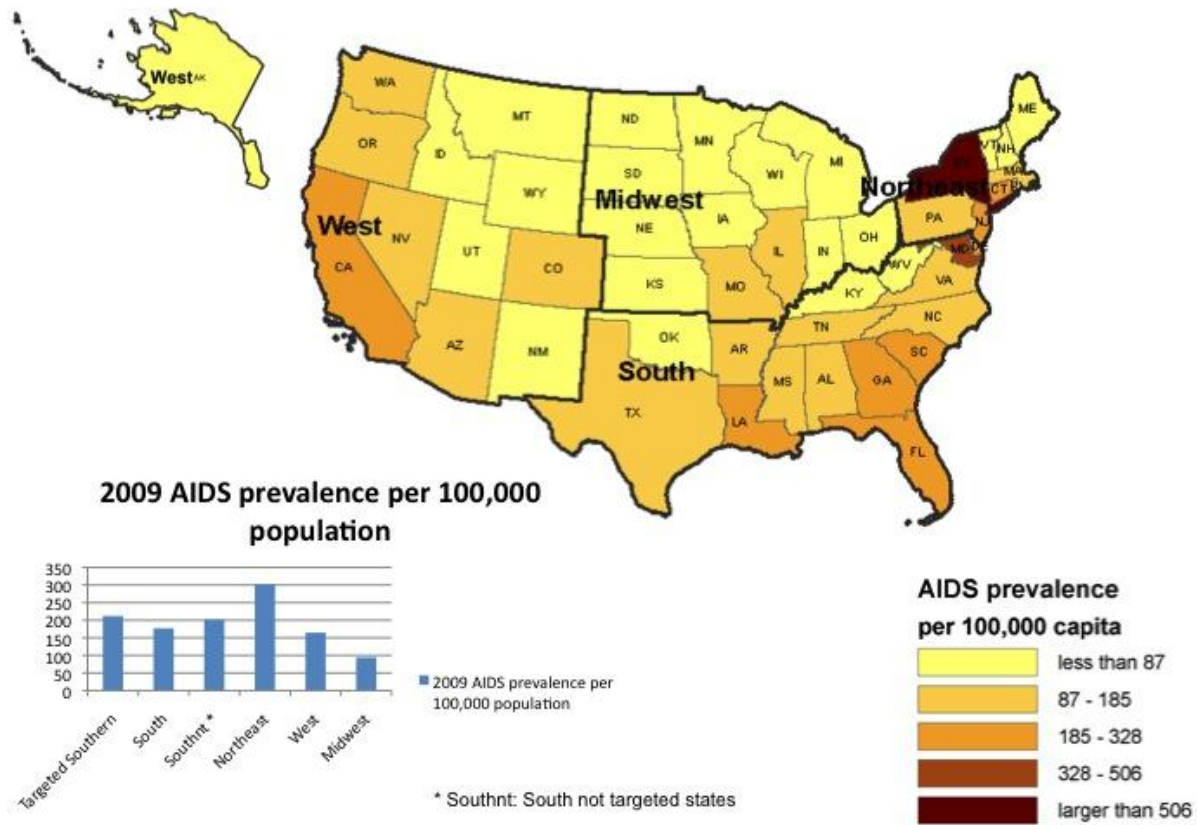 West AK
WA
MT
ND
MN
ME
OR
ID
WY
SD
WI
MI
VT
NH
MA
NY
Midwest
Northeast
CT
West
NV
UT
CO
NE
IA
IL
IN
OH
PA
NJ
CA
KS
MO
WV
MD
VA
KY
AZ
NM
OK
AR
TN
NC
South
TX
LA
MS
AL
GA
SC
FL
2009 AIDS prevalence per 100,000
population
350
300
250
200
150
100
50
0
Targeted Southern
South
Southnt *
Northeast
West
Midwest
2009 AIDS prevalence per
100,000 population
* Southnt: South not targeted states
AIDS prevalence
per 100,000 capita
less than 87
87 - 185
185 - 328
328 - 506
larger than 506